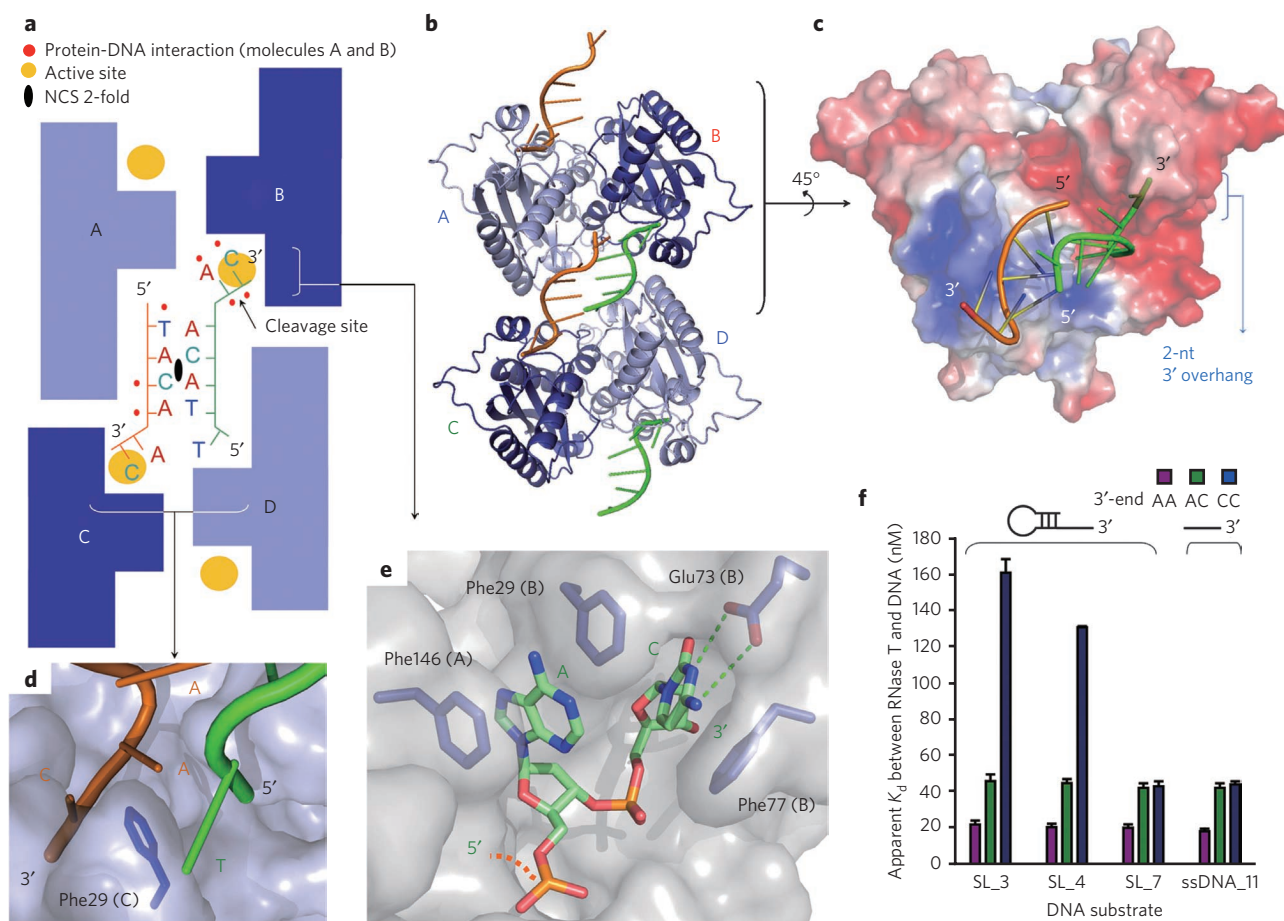 a
Protein-DNA interaction (molecules A and B)
Active site
NCS 2-fold
A
B
A
C
3′
5′
Cleavage site
T
A
A
C
C
A
A
T
3′
A
C
T
5′
C
D
b
A
B
C
D
45°
c
3′
5′
3′
5′
2-nt
3′ overhang
d
A
C
A
5′
T
3′
Phe29 (C)
e
Glu73 (B)
Phe29 (B)
Phe146 (A)
A
C
3′
Phe77 (B)
5′
f
3′-end AA AC CC
3′
3′
Apparent Kd between RNase T and DNA (nM)
180
160
140
120
100
80
60
40
20
0
SL_3 SL_4 SL_7 ssDNA_11
DNA substrate